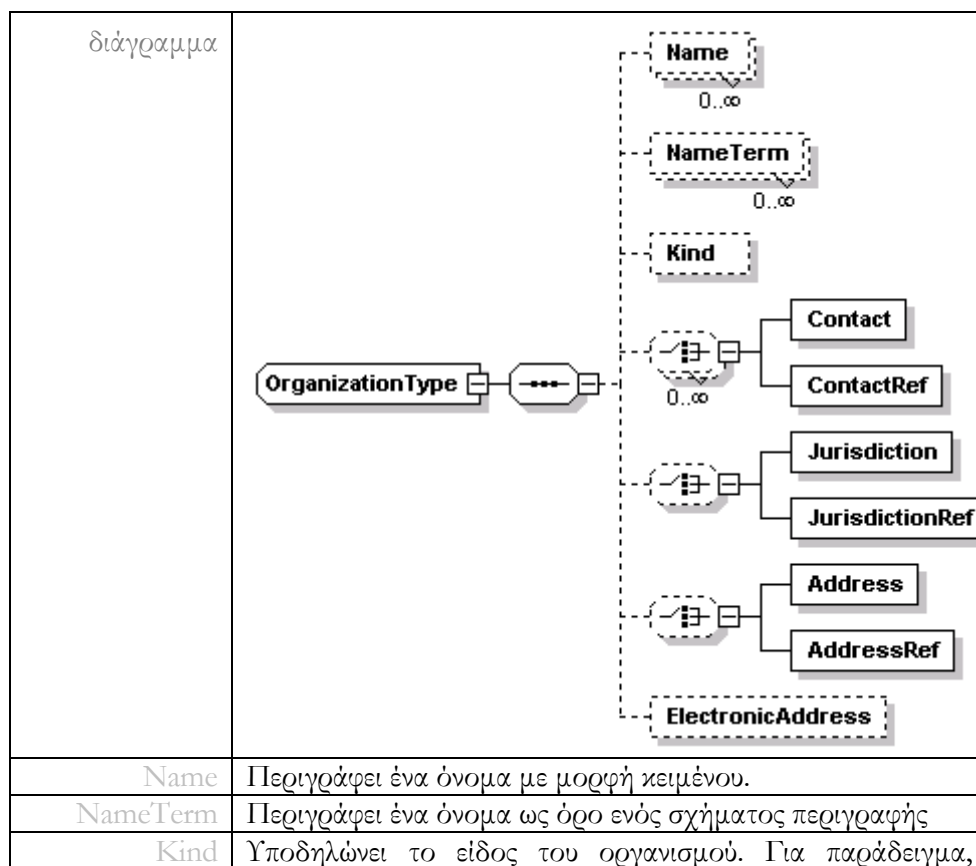 διάγραμμα
Name
0..∞
NameTerm
0..∞
Kind
Contact
OrganizationType
0..∞
ContactRef
Jurisdiction
JurisdictionRef
Address
AddressRef
ElectronicAddress
Name Περιγράφει ένα όνομα με μορφή κειμένου.
NameTerm Περιγράφει ένα όνομα ως όρο ενός σχήματος περιγραφής
Kind Υποδηλώνει το είδος του οργανισμού. Για παράδειγμα,